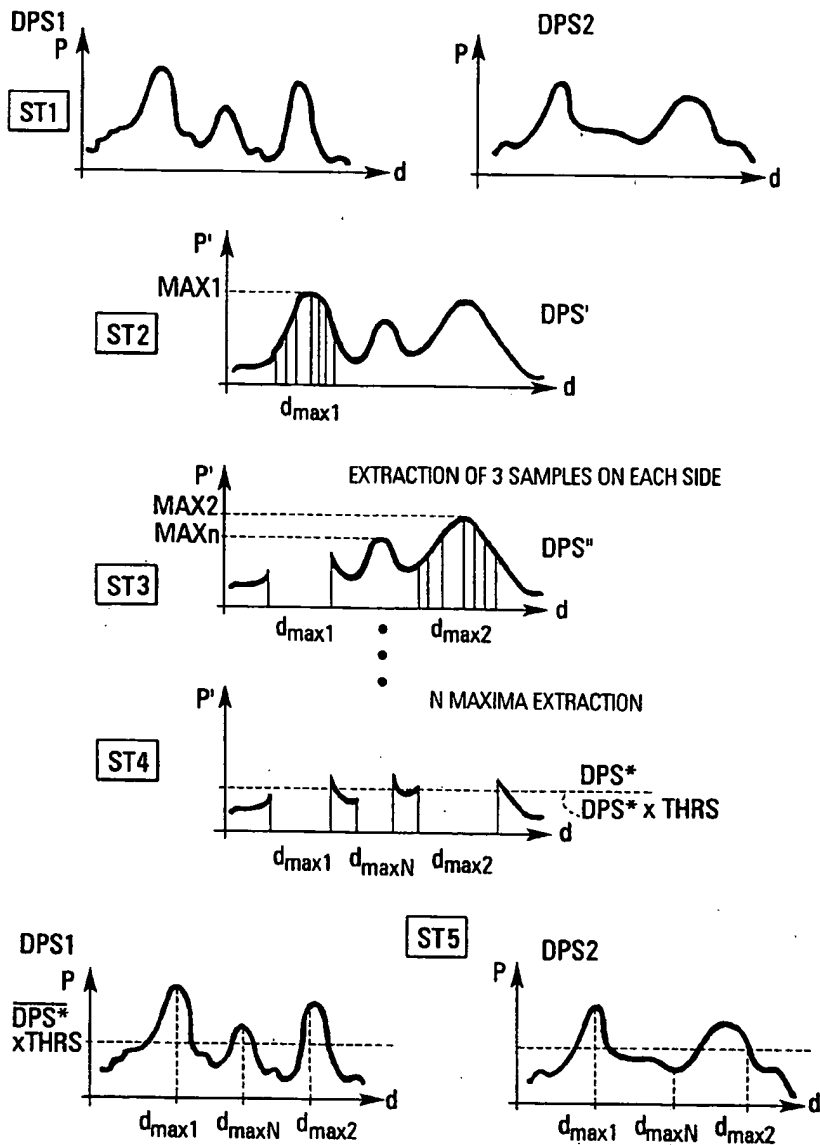 DPS1
P
ST1
d
DPS2
P
d
P'
MAX1
ST2
DPS'
d
dmax1
P'
EXTRACTION OF 3 SAMPLES ON EACH SIDE
MAX2
MAXn
DPS"
ST3
d
dmax1
dmax2
P'
N MAXIMA EXTRACTION
ST4
DPS*
DPS* x THRS
d
dmax1
dmaxN
dmax2
DPS1
ST5
DPS2
P
DPS*
xTHRS
d
dmax1
dmaxN
dmax2
P
d
dmax1
dmaxN
dmax2